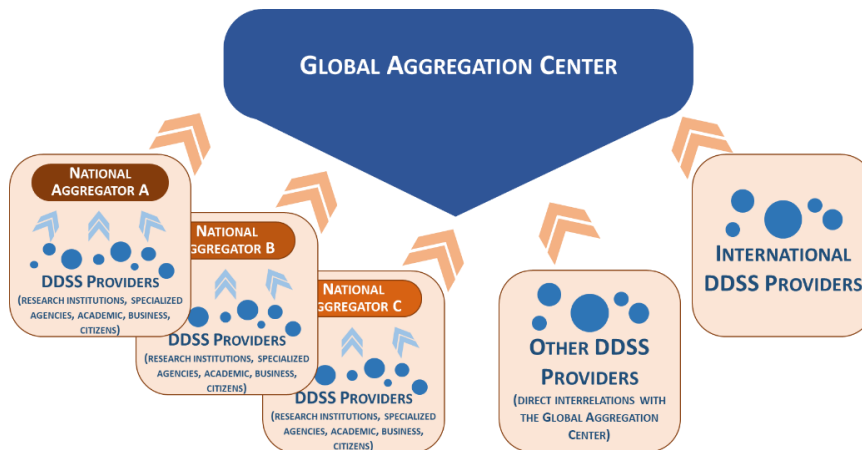 GLOBAL AGGREGATION CENTER
NATIONAL
AGGREGATOR A
DDSS PROVIDERS
(RESEARCH INSTITUTIONS, SPECIALIZED
AGENCIES, ACADEMIC, BUSINESS,
CITIZENS)
NATIONAL
AGGREGATOR B
DDSS PROVIDERS
(RESEARCH INSTITUTIONS, SPECIALIZED
AGENCIES, ACADEMIC, BUSINESS,
CITIZENS)
NATIONAL
AGGREGATOR C
DDSS PROVIDERS
(RESEARCH INSTITUTIONS, SPECIALIZED
AGENCIES, ACADEMIC, BUSINESS,
CITIZENS)
OTHER DDSS
PROVIDERS
(DIRECT INTERRELATIONS WITH
THE GLOBAL AGGREGATION
CENTER)
INTERNATIONAL
DDSS PROVIDERS